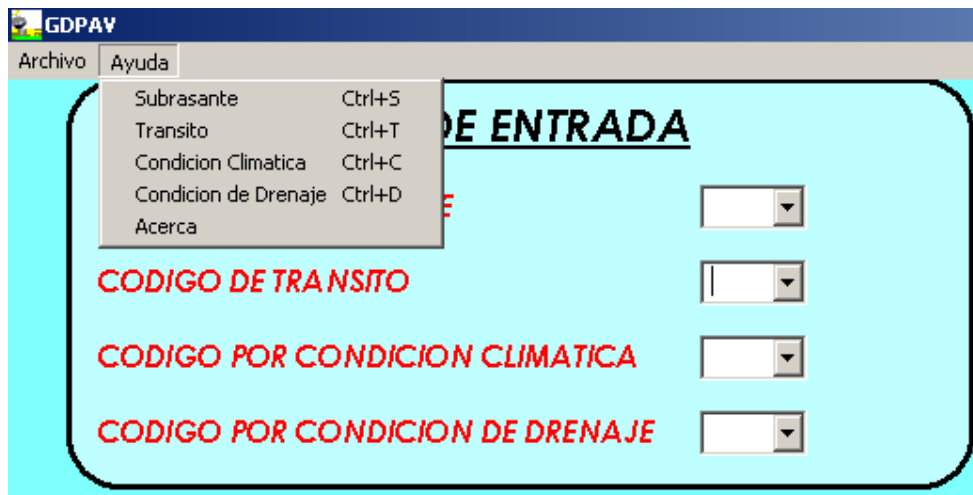 GDPAV
Archivo Ayuda
Subrasante Ctrl+S
Transito Ctrl+T
Condicion Climatica Ctrl+C
Condicion de Drenaje Ctrl+D
Acerca
DE ENTRADA
CODIGO DE TRANSITO
CODIGO POR CONDICION CLIMATICA
CODIGO POR CONDICION DE DRENAJE